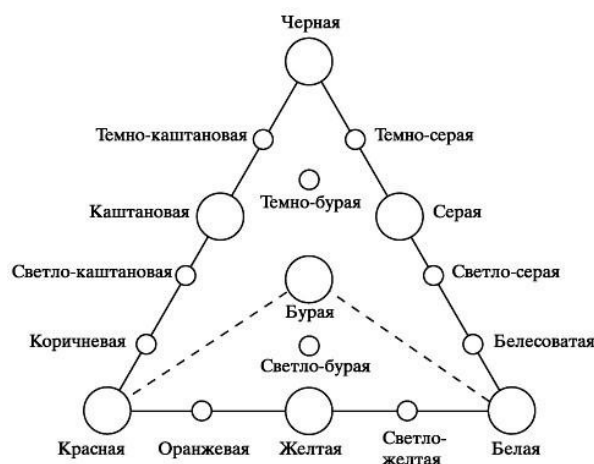 Черная
Темно-каштановая
Темно-серая
Темно-бурая
Каштановая
Серая
Светло-каштановая
Светло-серая
Бурая
Коричневая
Белесоватая
Светло-бурая
Красная
Оранжевая
Желтая
Светло-
желтая
Белая